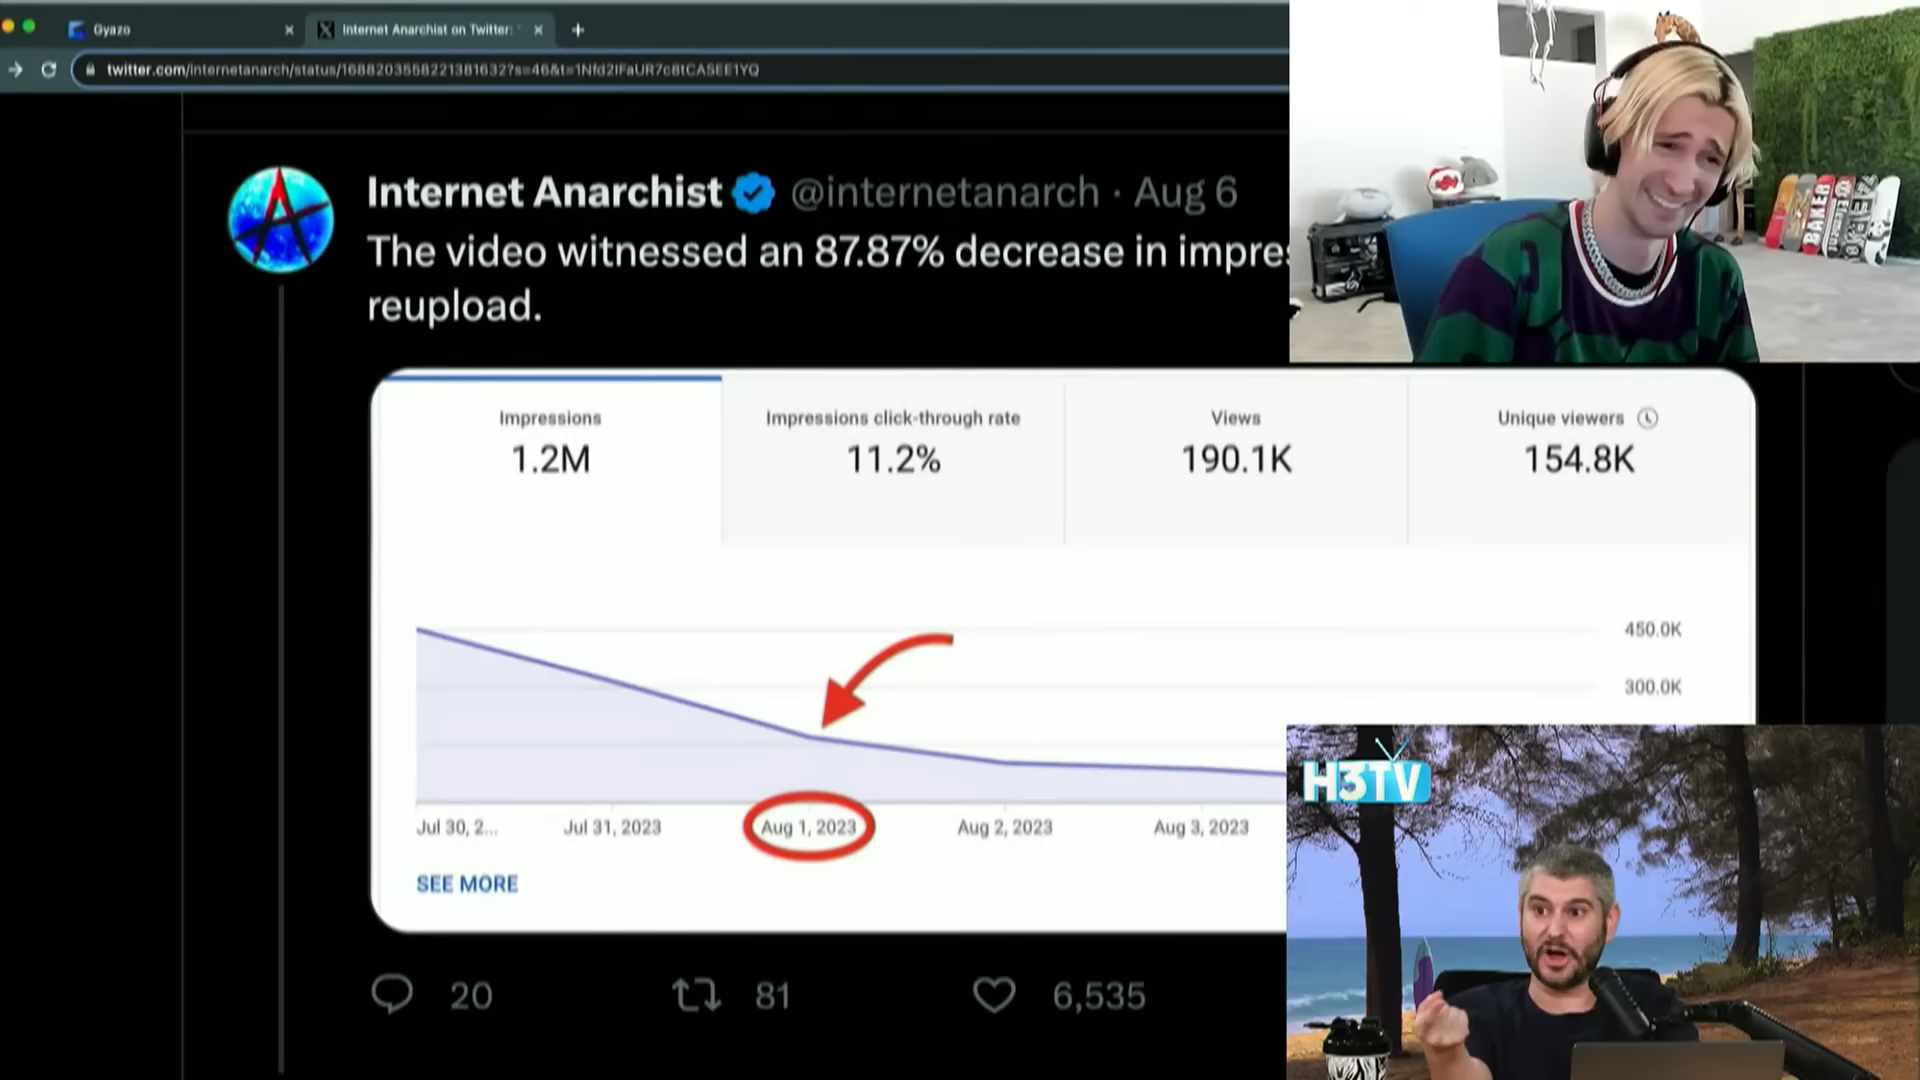 Gyazo
Internet Anarchist on Twitter: "
twitter.com/internetanarch/status/1688203558221381632?s=46&t=1Nfd2IFaUR7c8tCASEE1YQ
Internet Anarchist @internetanarch · Aug 6
The video witnessed an 87.87% decrease in impres
reupload.
Impressions
1.2M
Impressions click-through rate
11.2%
Views
190.1K
Unique viewers
154.8K
450.0K
300.0K
Jul 30, 2...
Jul 31, 2023
Aug 1, 2023
Aug 2, 2023
Aug 3, 2023
SEE MORE
20
81
6,535
BAKER
H3TV